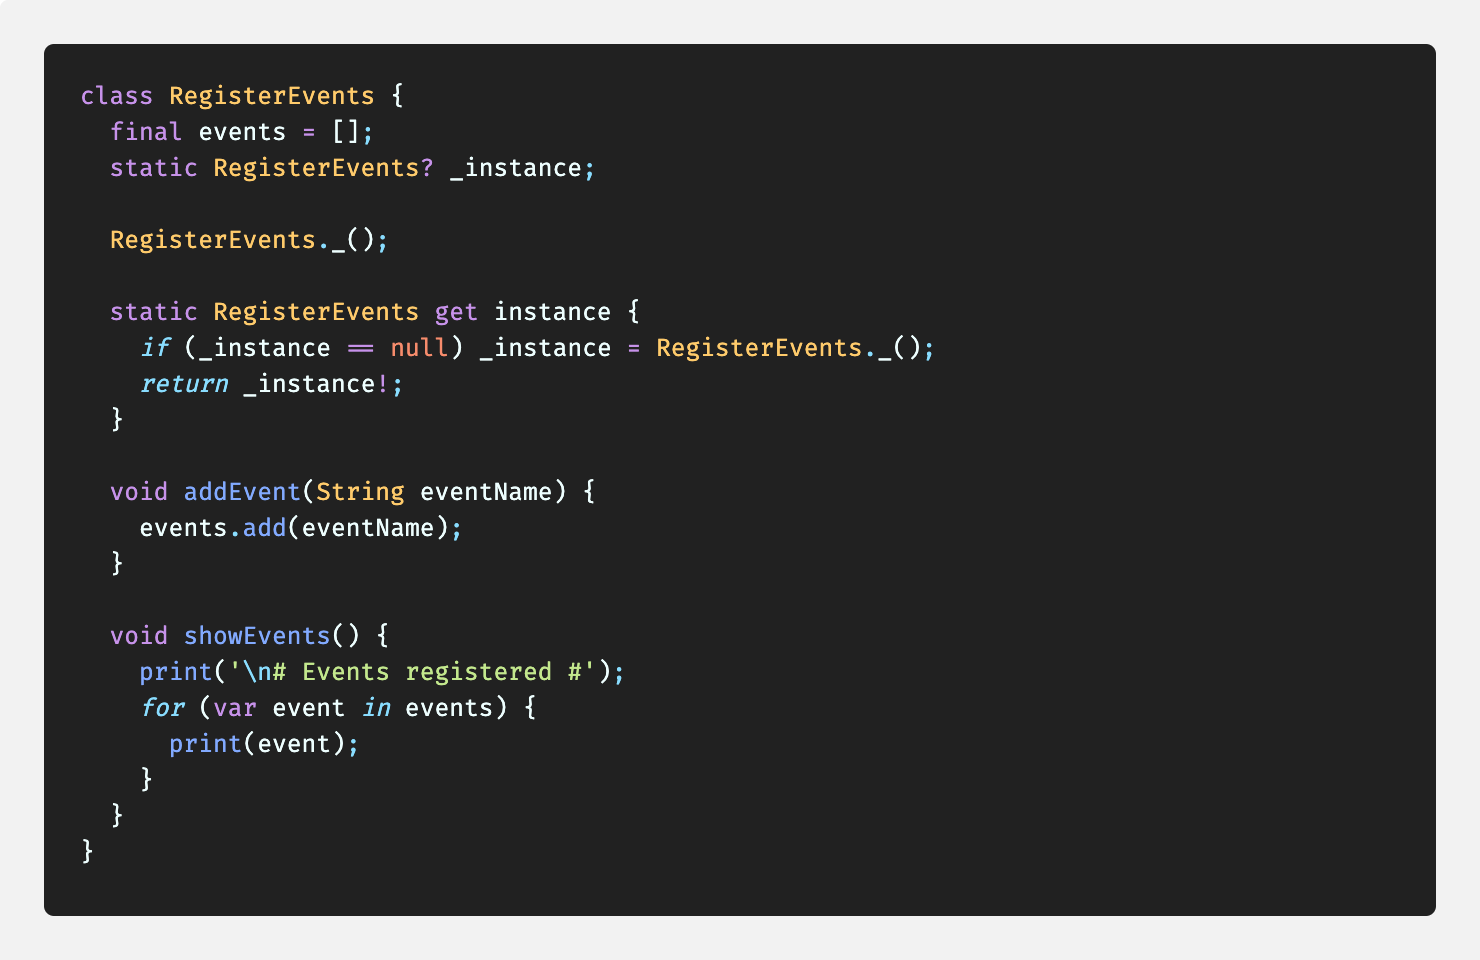 class RegisterEvents {
  final events = [];
  static RegisterEvents? _instance;

  RegisterEvents._();

  static RegisterEvents get instance {
    if (_instance == null) _instance = RegisterEvents._();
    return _instance!;
  }

  void addEvent(String eventName) {
    events.add(eventName);
  }

  void showEvents() {
    print('\n# Events registered #');
    for (var event in events) {
      print(event);
    }
  }
}